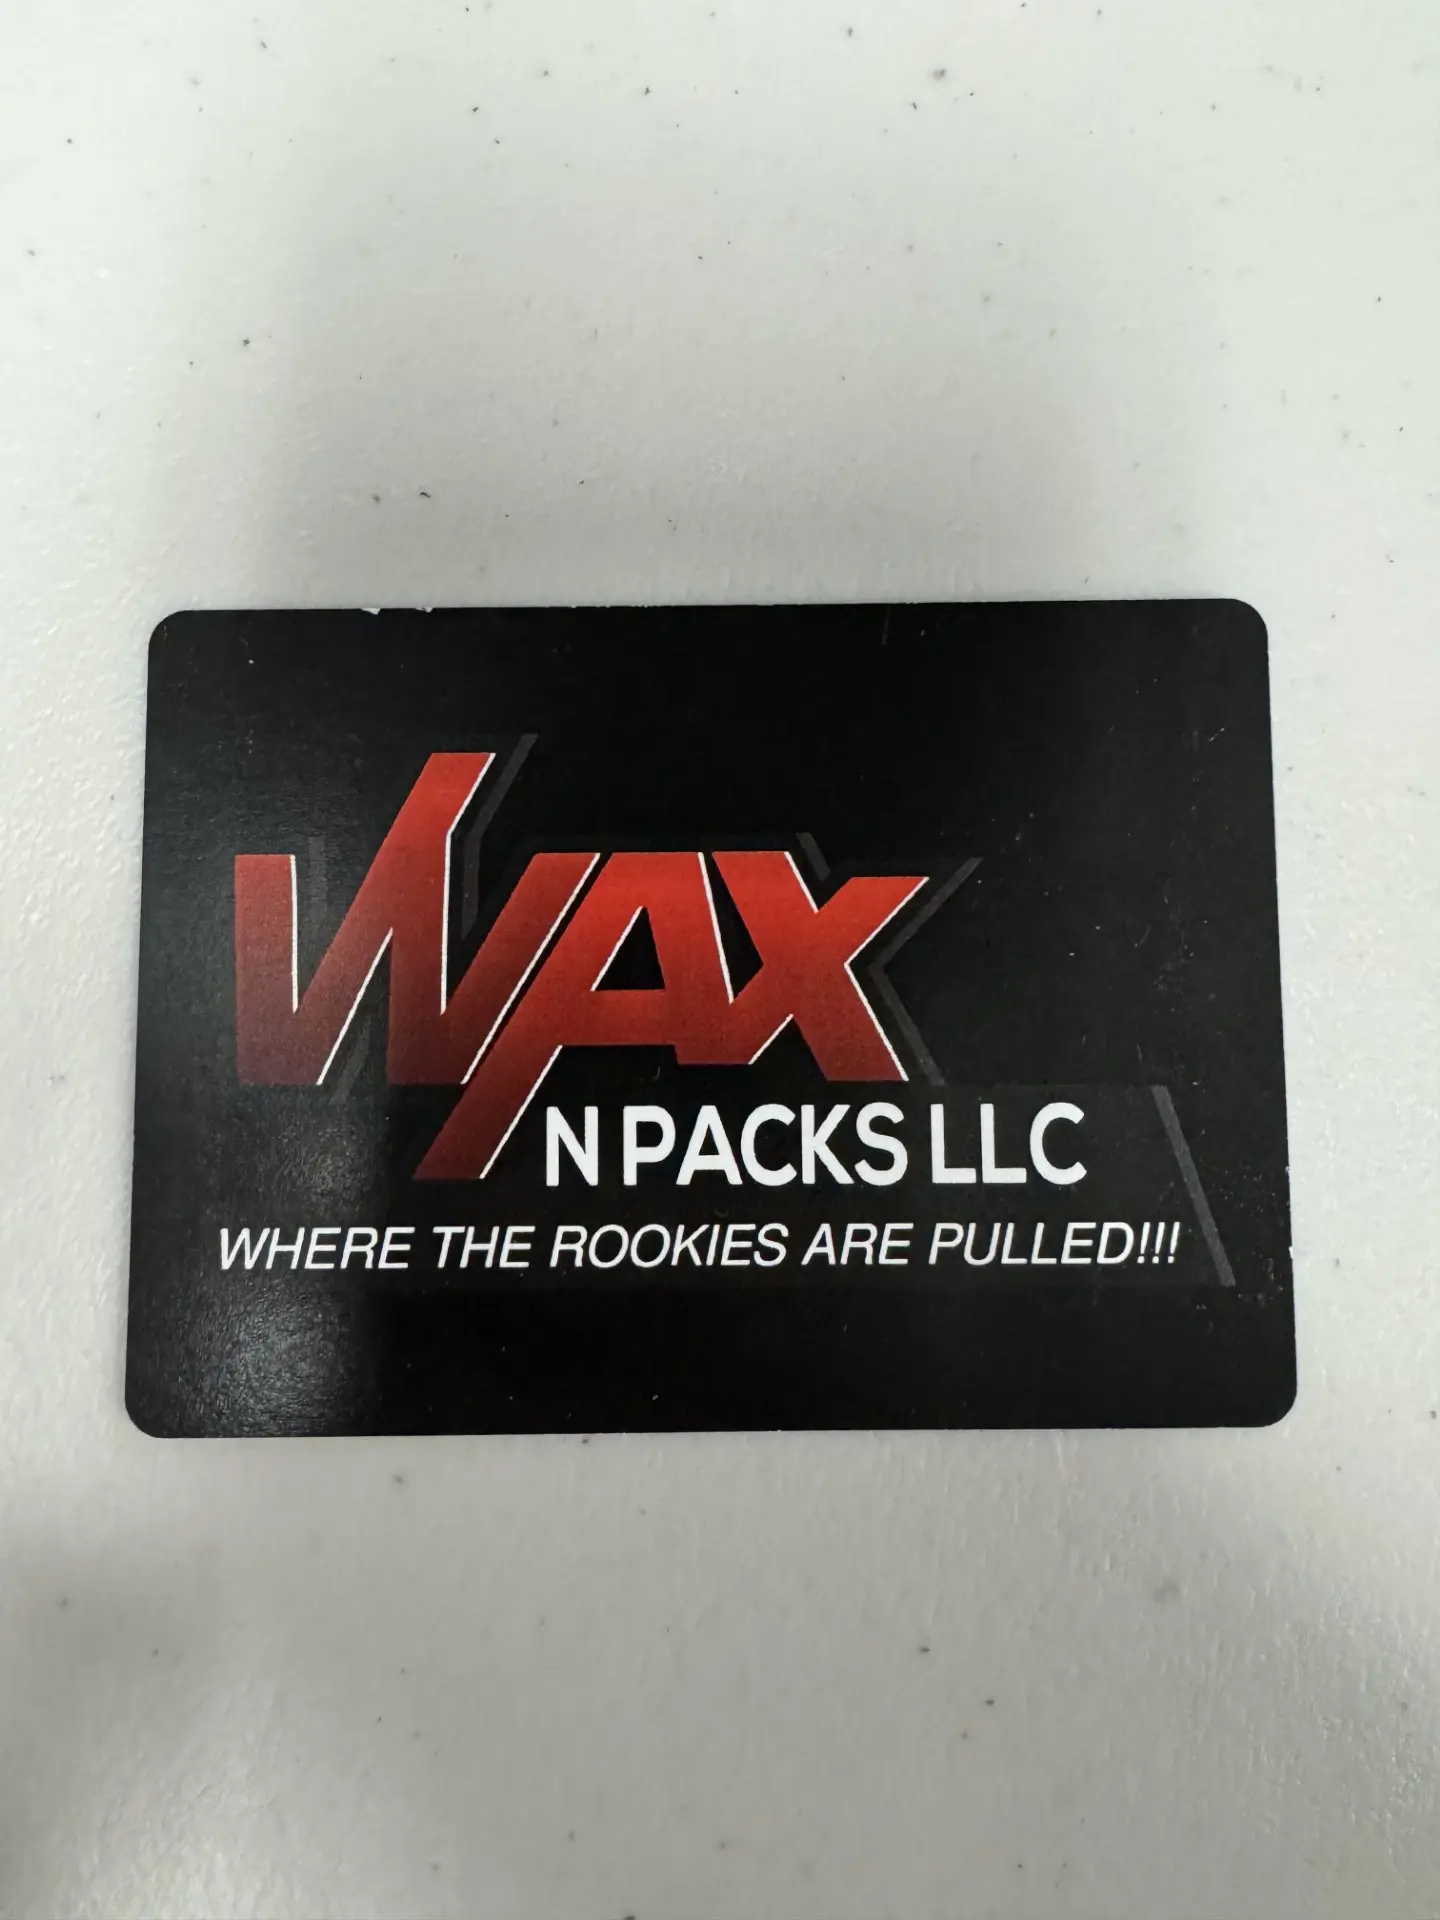 WAX
N PACKS LLC
WHERE THE ROOKIES ARE PULLED!!!